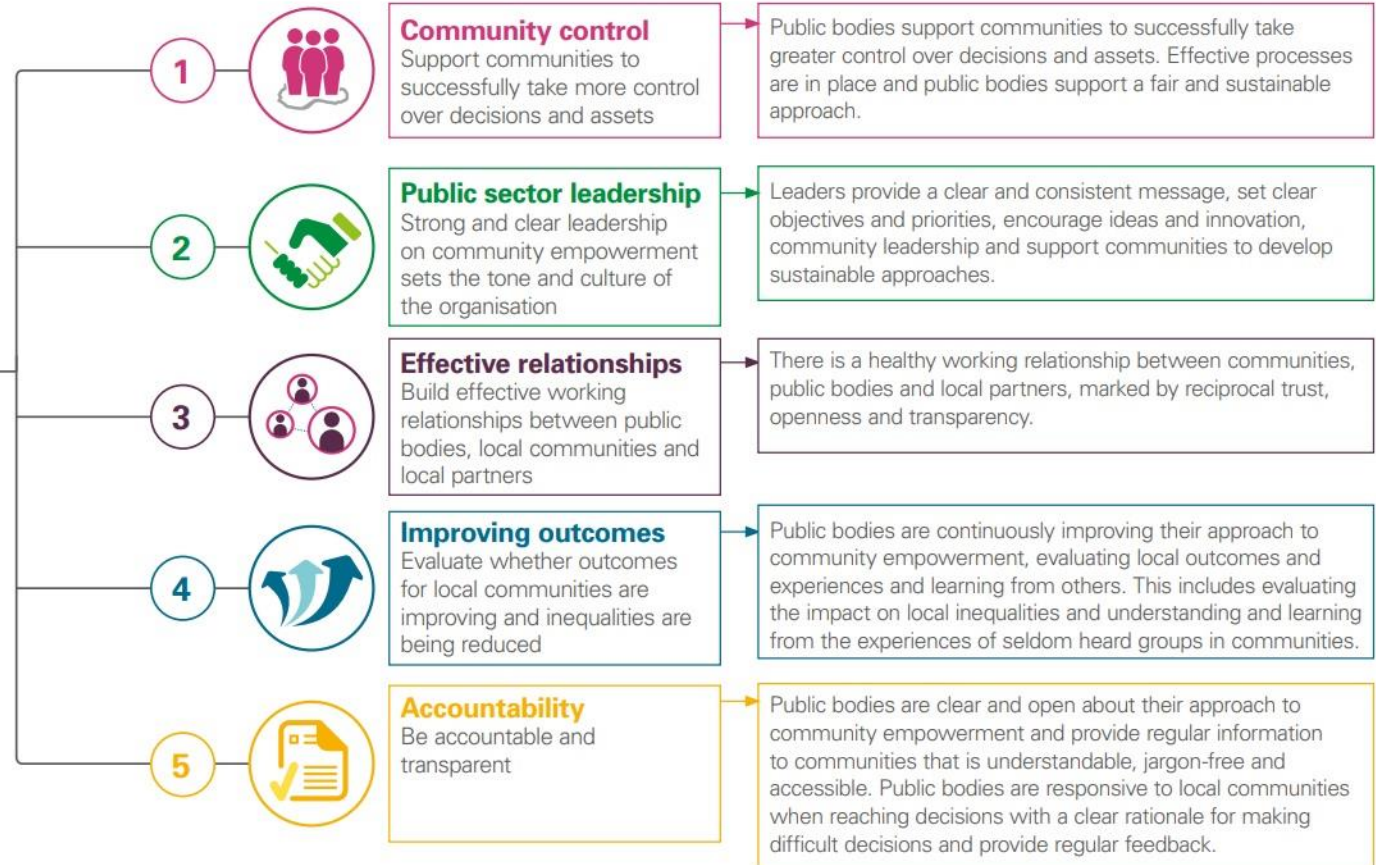 1
Community control
Support communities to
successfully take more control
over decisions and assets
Public bodies support communities to successfully take
greater control over decisions and assets. Effective processes
are in place and public bodies support a fair and sustainable
approach.
2
Public sector leadership
Strong and clear leadership
on community empowerment
sets the tone and culture of
the organisation
Leaders provide a clear and consistent message, set clear
objectives and priorities, encourage ideas and innovation,
community leadership and support communities to develop
sustainable approaches.
3
Effective relationships
Build effective working
relationships between public
bodies, local communities and
local partners
There is a healthy working relationship between communities,
public bodies and local partners, marked by reciprocal trust,
openness and transparency.
4
Improving outcomes
Evaluate whether outcomes
for local communities are
improving and inequalities are
being reduced
Public bodies are continuously improving their approach to
community empowerment, evaluating local outcomes and
experiences and learning from others. This includes evaluating
the impact on local inequalities and understanding and learning
from the experiences of seldom heard groups in communities.
5
Accountability
Be accountable and
transparent
Public bodies are clear and open about their approach to
community empowerment and provide regular information
to communities that is understandable, jargon-free and
accessible. Public bodies are responsive to local communities
when reaching decisions with a clear rationale for making
difficult decisions and provide regular feedback.